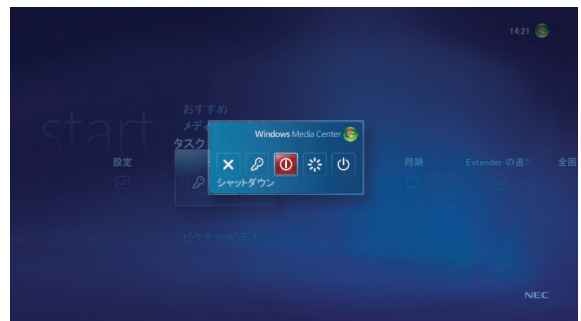 14:21
start
おすすめ
メディ
タスク
Windows Media Center
設定
同期
Extender の追
全画
シャットダウン
ピクチャ・ビデオ
NEC